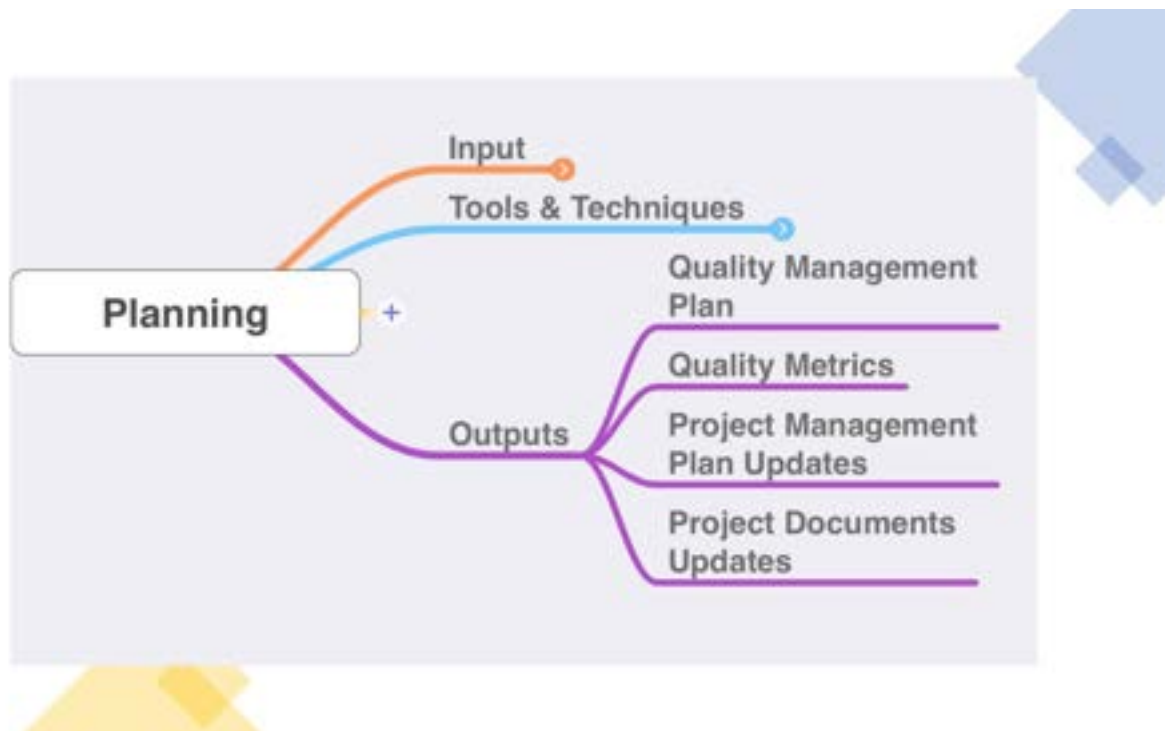 Input
Tools & Techniques
Planning
Quality Management
Plan
Quality Metrics
Outputs
Project Management
Plan Updates
Project Documents
Updates